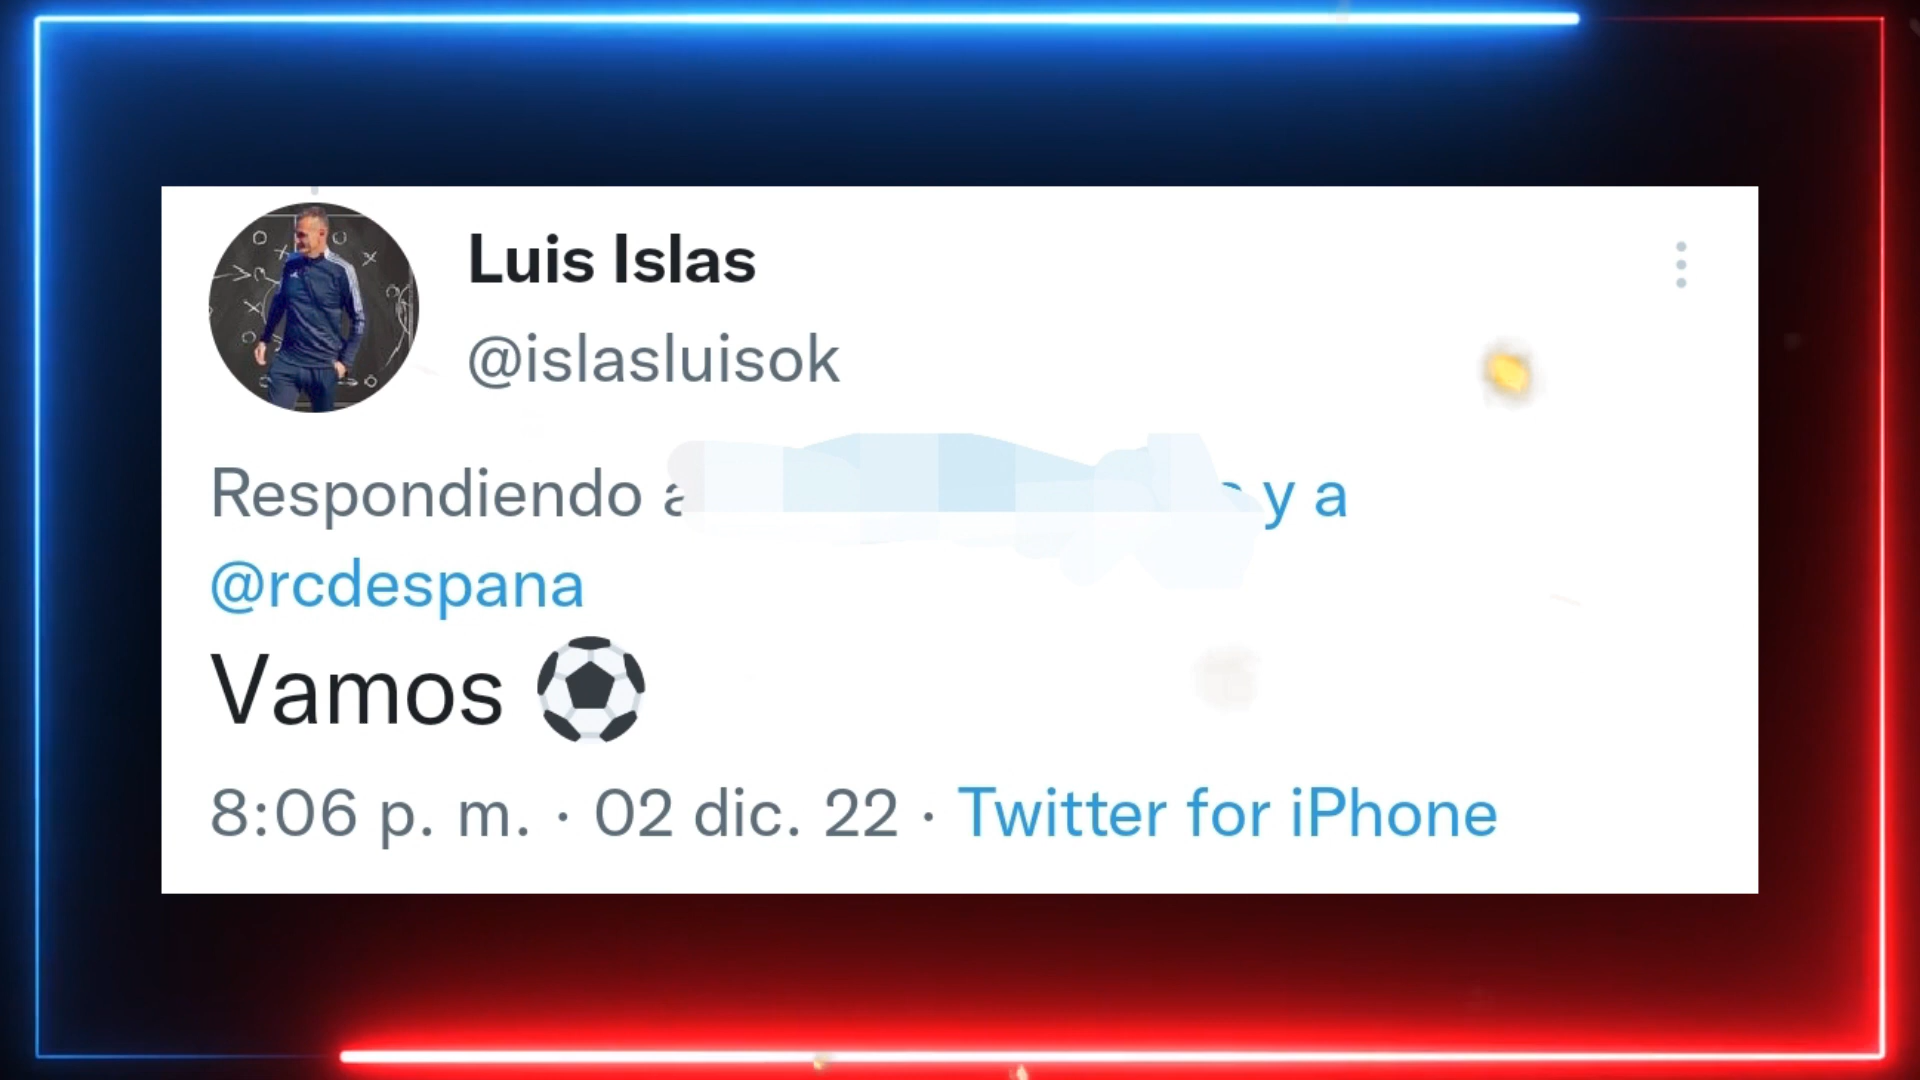 Luis Islas
@islasluisok
Respondiendo a y a
@rcdespana
Vamos
8:06 p. m. · 02 dic. 22 · Twitter for iPhone